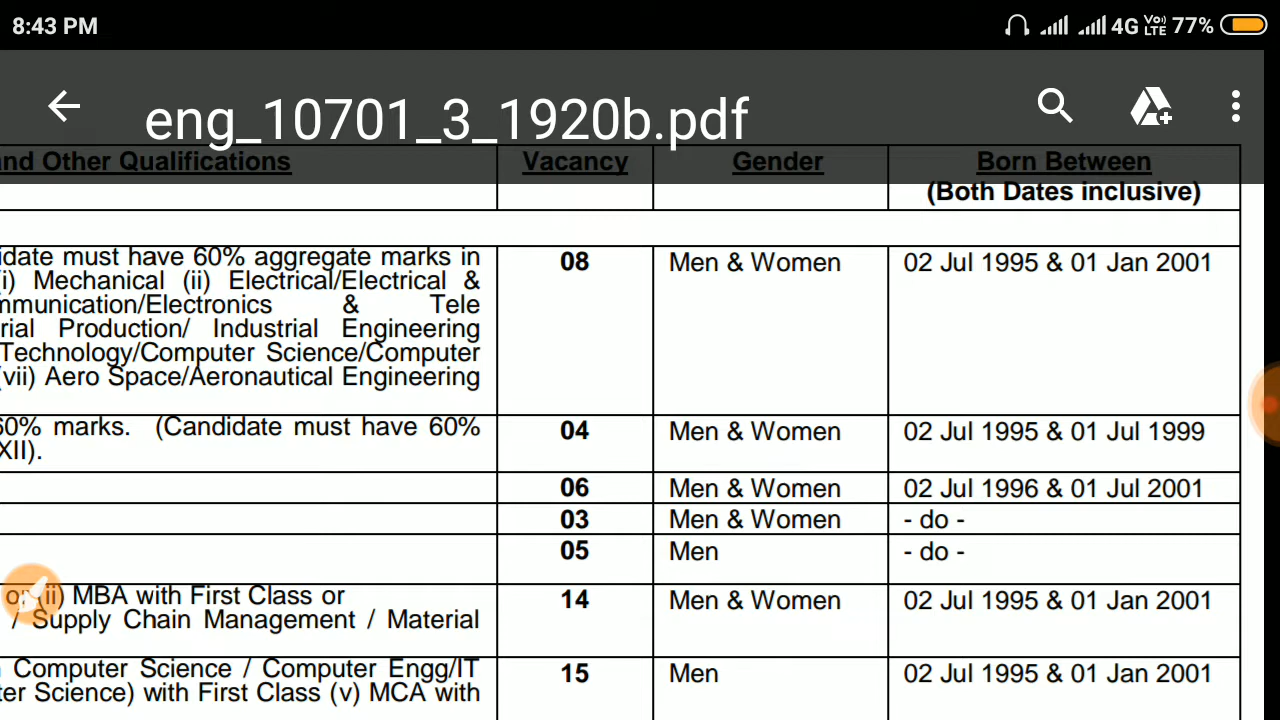 8:43 PM 4G Vo) LTE 77%
eng_10701_3_1920b.pdf
nd Other Qualifications Vacancy Gender Born Between
(Both Dates inclusive)
idate must have 60% aggregate marks in 08 Men & Women 02 Jul 1995 & 01 Jan 2001
i) Mechanical (ii) Electrical/Electrical &
mmunication/Electronics & Tele
rial Production/ Industrial Engineering
Technology/Computer Science/Computer
(vii) Aero Space/Aeronautical Engineering
60% marks. (Candidate must have 60% 04 Men & Women 02 Jul 1995 & 01 Jul 1999
XII).
06 Men & Women 02 Jul 1996 & 01 Jul 2001
03 Men & Women - do -
05 Men - do -
or (ii) MBA with First Class or 14 Men & Women 02 Jul 1995 & 01 Jan 2001
/ Supply Chain Management / Material
Computer Science / Computer Engg/IT 15 Men 02 Jul 1995 & 01 Jan 2001
ter Science) with First Class (v) MCA with